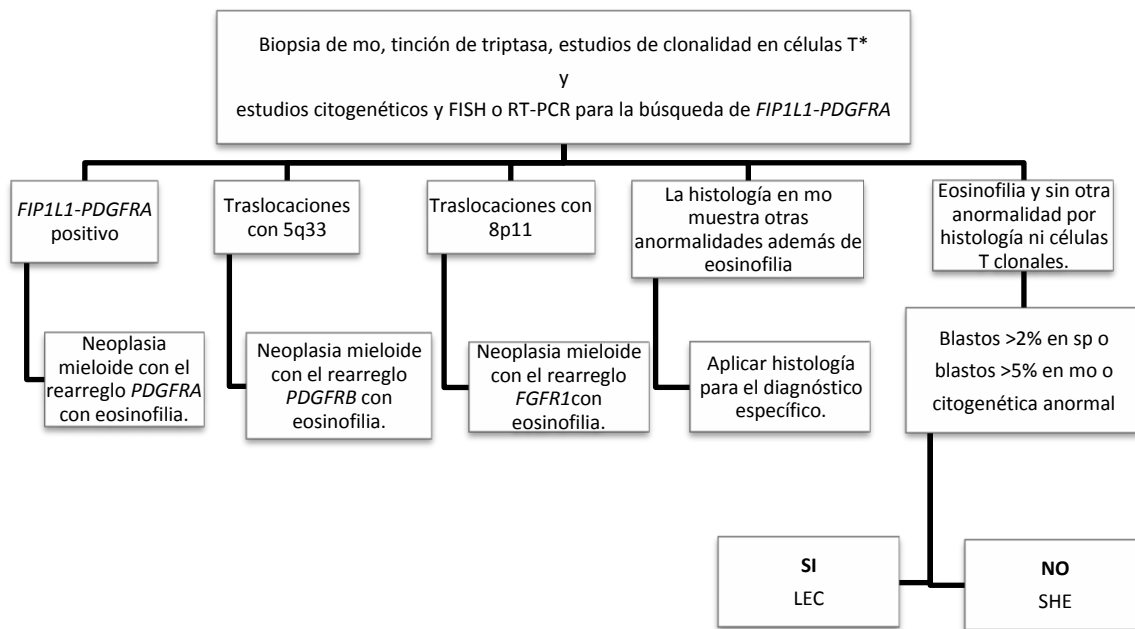 Biopsia de mo, tinción de triptasa, estudios de clonalidad en células T*
y
estudios citogenéticos y FISH o RT-PCR para la búsqueda de FIP1L1-PDGFRA
FIP1L1-PDGFRA
positivo
Traslocaciones
con 5q33
Traslocaciones con
8p11
La histología en mo
muestra otras
anormalidades además de
eosinofilia
Eosinofilia y sin otra
anormalidad por
histología ni células
T clonales.
Neoplasia
mieloide con el
rearreglo PDGFRA
con eosinofilia.
Neoplasia mieloide
con el rearreglo
PDGFRB con
eosinofilia.
Neoplasia mieloide
con el rearreglo
FGFR1con
eosinofilia.
Aplicar histología
para el diagnóstico
específico.
Blastos >2% en sp o
blastos >5% en mo o
citogenética anormal
SI
LEC
NO
SHE